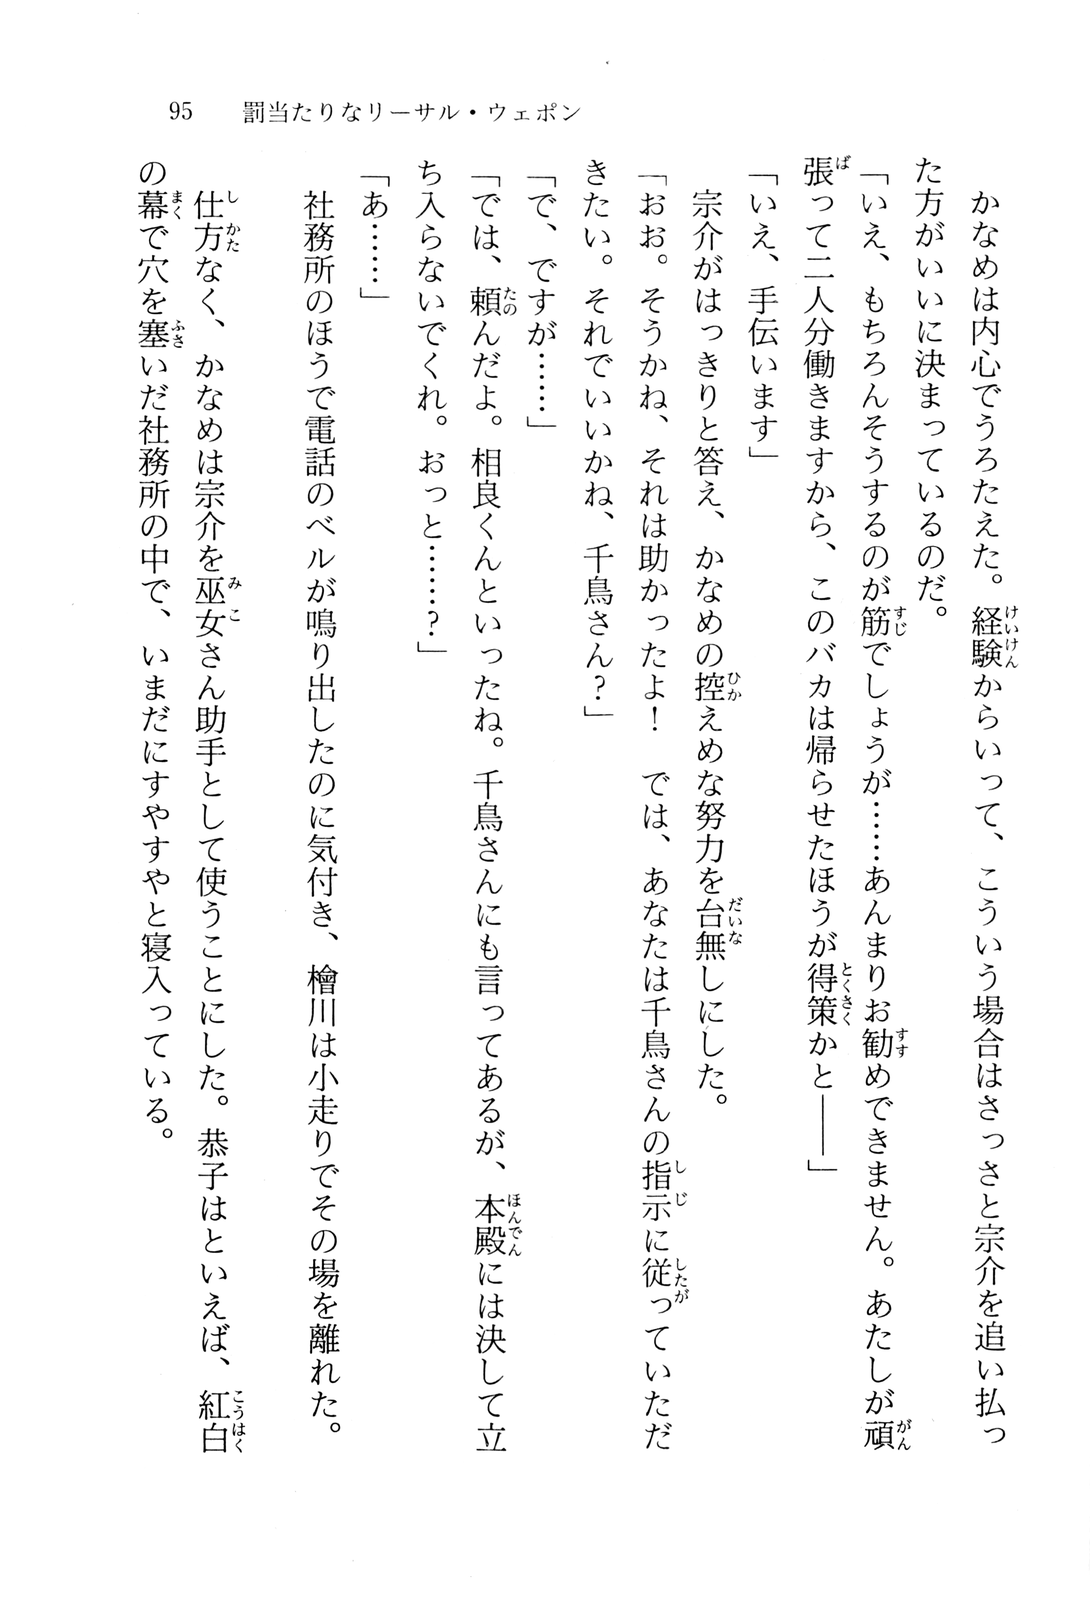 95　罰当たりなリーサル・ウェポン
　かなめは内心でうろたえた。経験からいって、こういう場合はさっさと宗介を追い払っ
た方がいいに決まっているのだ。
「いえ、もちろんそうするのが筋でしょうが……あんまりお勧めできません。あたしが頑
張って二人分働きますから、このバカは帰らせたほうが得策かと――」
「いえ、手伝います」
　宗介がはっきりと答え、かなめの控えめな努力を台無しにした。
「おお。そうかね、それは助かったよ！　では、あなたは千鳥さんの指示に従っていただ
きたい。それでいいかね、千鳥さん？」
「で、ですが……」
「では、頼んだよ。相良くんといったね。千鳥さんにも言ってあるが、本殿には決して立
ち入らないでくれ。おっと……？」
「あ……」
　社務所のほうで電話のベルが鳴り出したのに気付き、檜川は小走りでその場を離れた。
　仕方なく、かなめは宗介を巫女さん助手として使うことにした。恭子はといえば、紅白
の幕で穴を塞いだ社務所の中で、いまだにすやすやと寝入っている。